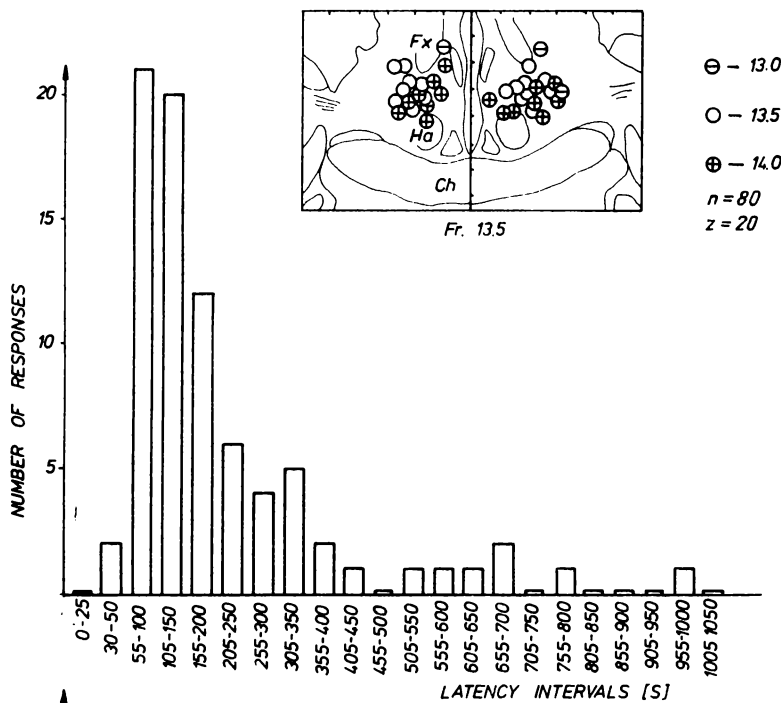 Fx
Ha
Ch
Fr. 13.5
⊖ – 13.0
○ – 13.5
⊕ – 14.0
n = 80
z = 20
NUMBER OF RESPONSES
20
15
10
5
0-25
30-50
55-100
105-150
155-200
205-250
255-300
305-350
355-400
405-450
455-500
505-550
555-600
605-650
655-700
705-750
755-800
805-850
855-900
905-950
955-1000
1005-1050
LATENCY INTERVALS [S]